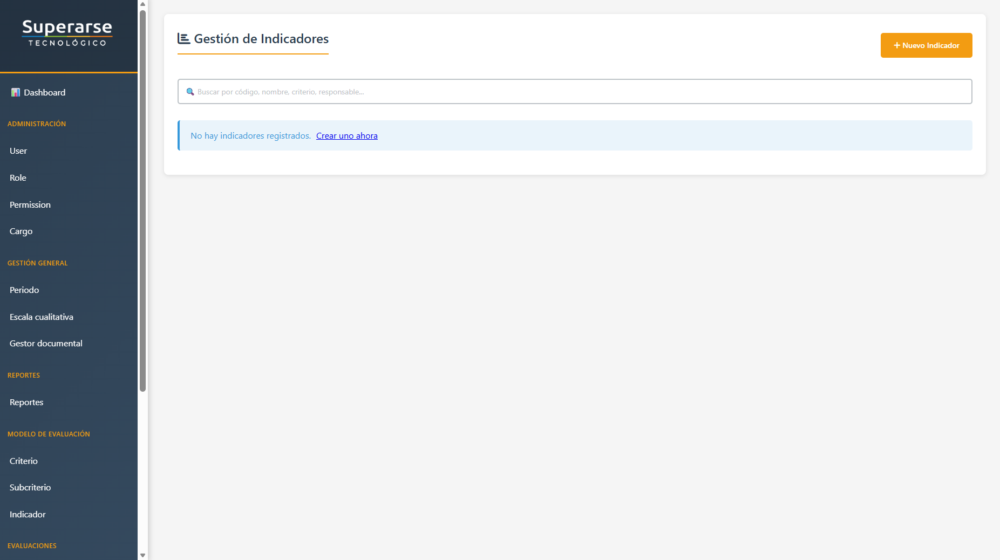 Superarse
TECNOLÓGICO
Dashboard
ADMINISTRACIÓN
User
Role
Permission
Cargo
GESTIÓN GENERAL
Periodo
Escala cualitativa
Gestor documental
REPORTES
Reportes
MODELO DE EVALUACIÓN
Criterio
Subcriterio
Indicador
EVALUACIONES
Gestión de Indicadores
+ Nuevo Indicador
Buscar por código, nombre, criterio, responsable...
No hay indicadores registrados. Crear uno ahora